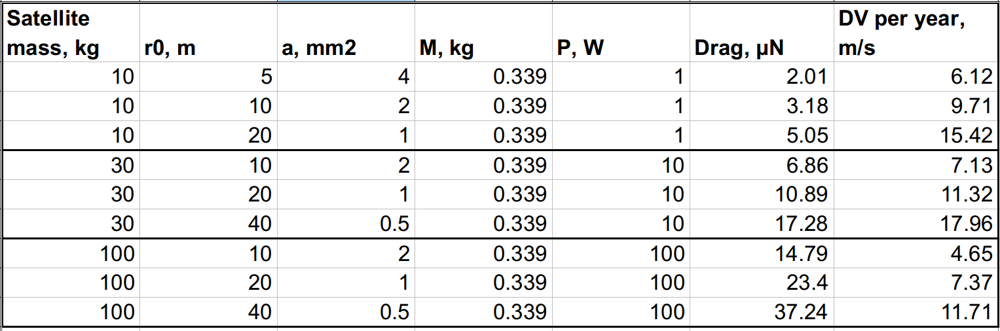 Satellite mass, kg r0, m a, mm2 M, kg P, W Drag, µN DV per year, m/s
10 5 4 0.339 1 2.01 6.12
10 10 2 0.339 1 3.18 9.71
10 20 1 0.339 1 5.05 15.42
30 10 2 0.339 10 6.86 7.13
30 20 1 0.339 10 10.89 11.32
30 40 0.5 0.339 10 17.28 17.96
100 10 2 0.339 100 14.79 4.65
100 20 1 0.339 100 23.4 7.37
100 40 0.5 0.339 100 37.24 11.71